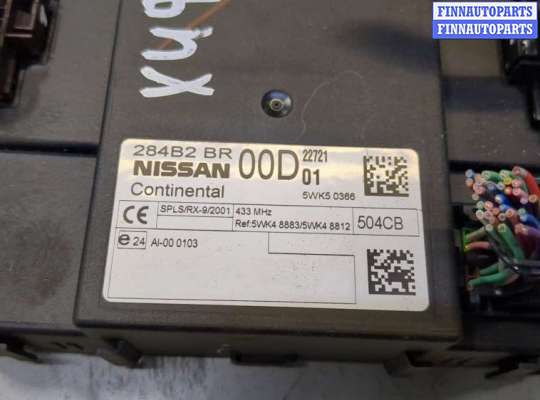 FINNAUTOPARTS
FINNAUTOPARTS
284B2 BR 00D 22721
NISSAN 01
Continental 5WK5 0366
CE SPLS/RX-9/2001 433 MHz 504CB
Ref:5WK4 8883/5WK4 8812
e 24 AI-00 0103